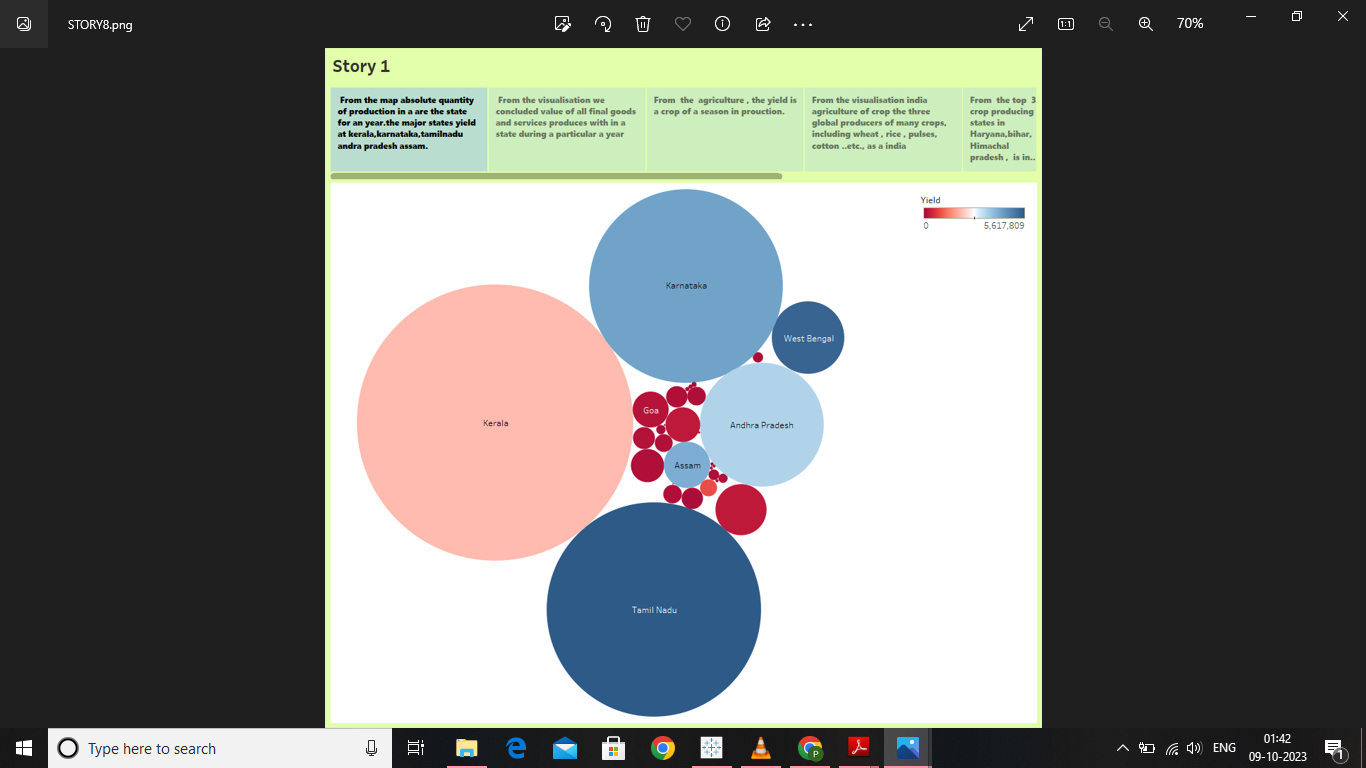 STORY8.png
1:1
70%
Story 1
From the map absolute quantity
of production in a are the state
for an year.the major states yield
at kerala,karnataka,tamilnadu
andra pradesh assam.
From the visualisation we
concluded value of all final goods
and services produces with in a
state during a particular a year
From the agriculture , the yield is
a crop of a season in prouction.
From the visualisation india
agriculture of crop the three
global producers of many crops,
including wheat , rice , pulses,
cotton ..etc., as a india
From the top 3
crop producing
states in
Haryana,bihar,
Himachal
pradesh , is in..
Yield
0 5,617,809
Karnataka
West Bengal
Goa
Kerala
Andhra Pradesh
Assam
Tamil Nadu
Type here to search
P
ENG
01:42
09-10-2023
1